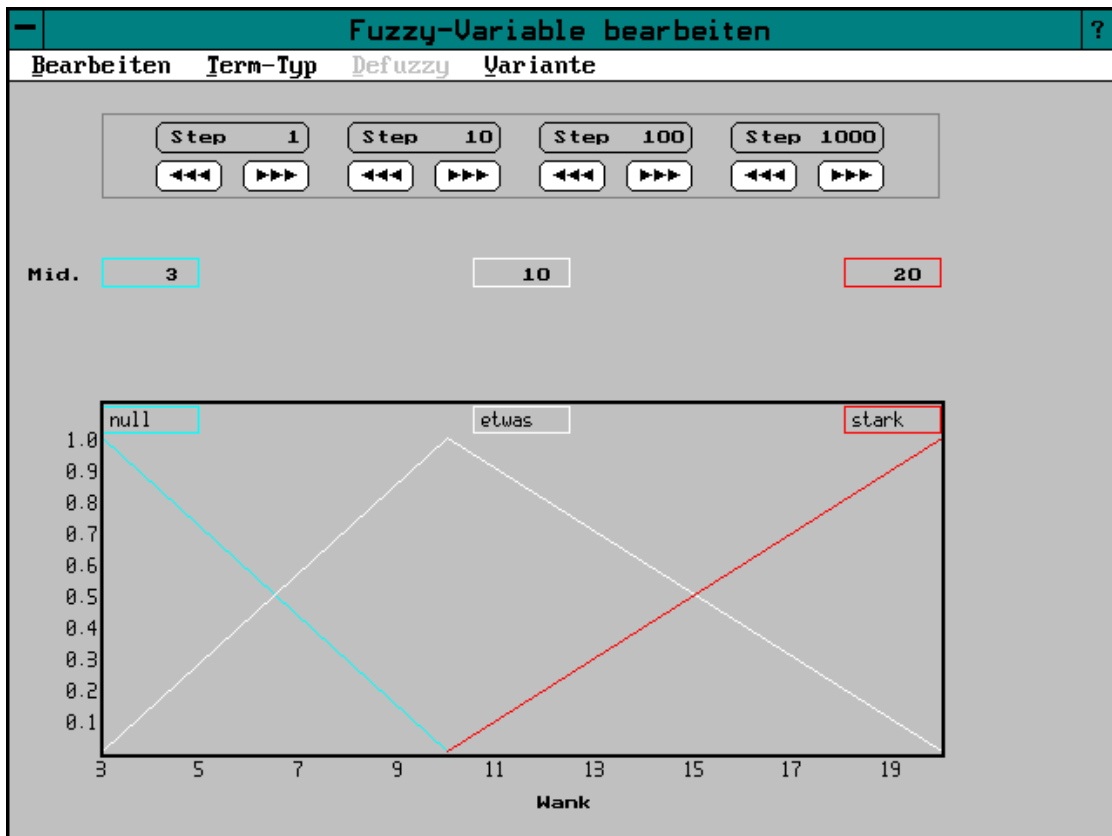 Fuzzy-Variable bearbeiten ?
Bearbeiten Term-Typ Defuzzy Variante
Step 1 Step 10 Step 100 Step 1000
Mid. 3 10 20
null etwas stark
1.0
0.9
0.8
0.7
0.6
0.5
0.4
0.3
0.2
0.1
3 5 7 9 11 13 15 17 19
Wank